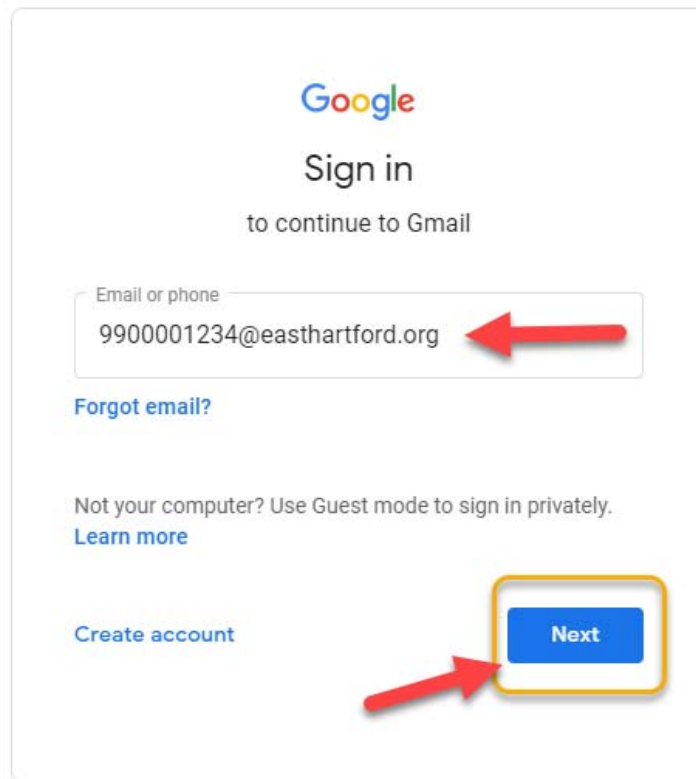 Google
Sign in
to continue to Gmail
Email or phone
9900001234@easthartford.org
Forgot email?
Not your computer? Use Guest mode to sign in privately.
Learn more
Create account
Next